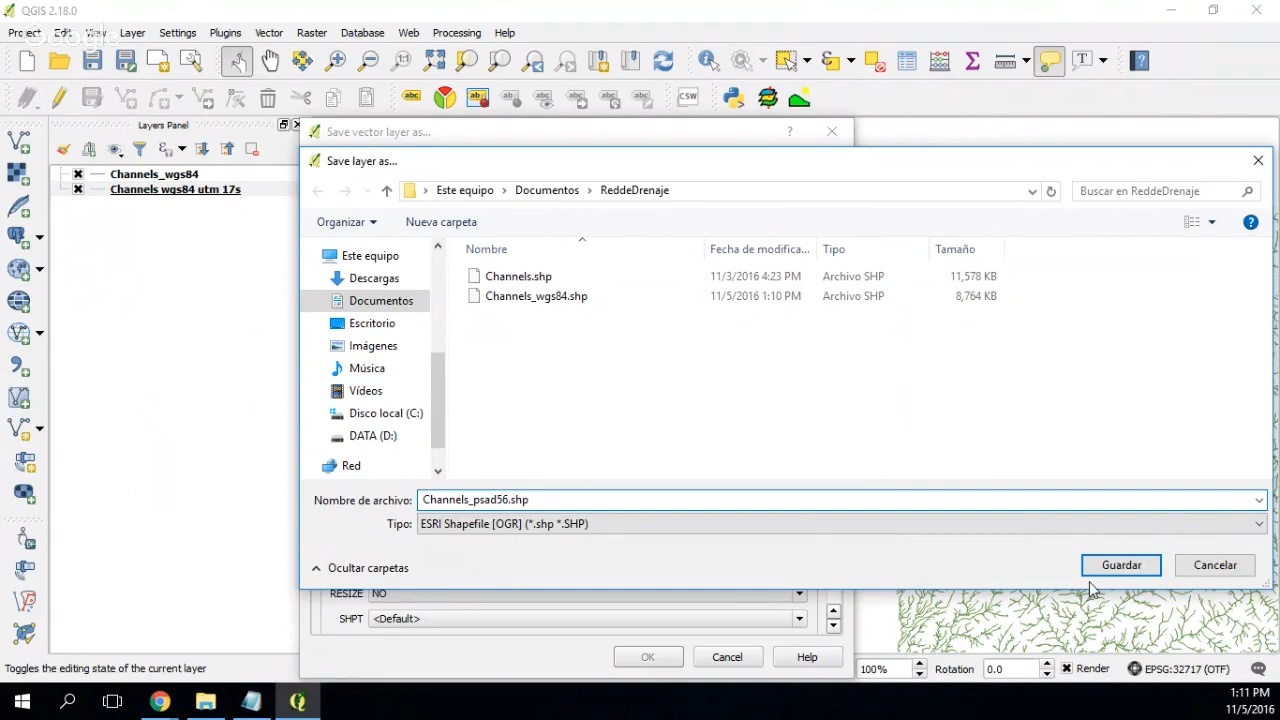 QGIS 2.18.0
Project Edit View Layer Settings Plugins Vector Raster Database Web Processing Help
Google
Layers Panel
Channels_wgs84
Channels wgs84 utm 17s
Save vector layer as...
Save layer as...
Este equipo > Documentos > ReddeDrenaje
Buscar en ReddeDrenaje
Organizar
Nueva carpeta
Nombre Fecha de modifica... Tipo Tamaño
Channels.shp 11/3/2016 4:23 PM Archivo SHP 11,578 KB
Channels_wgs84.shp 11/5/2016 1:10 PM Archivo SHP 8,764 KB
Este equipo
Descargas
Documentos
Escritorio
Imágenes
Música
Vídeos
Disco local (C:)
DATA (D:)
Red
Nombre de archivo: Channels_psad56.shp
Tipo: ESRI Shapefile [OGR] (*.shp *.SHP)
Ocultar carpetas
Guardar
Cancelar
RESIZE NO
SHPT <Default>
OK
Cancel
Help
Toggles the editing state of the current layer
100%
Rotation 0.0
Render
EPSG:32717 (OTF)
1:11 PM
11/5/2016